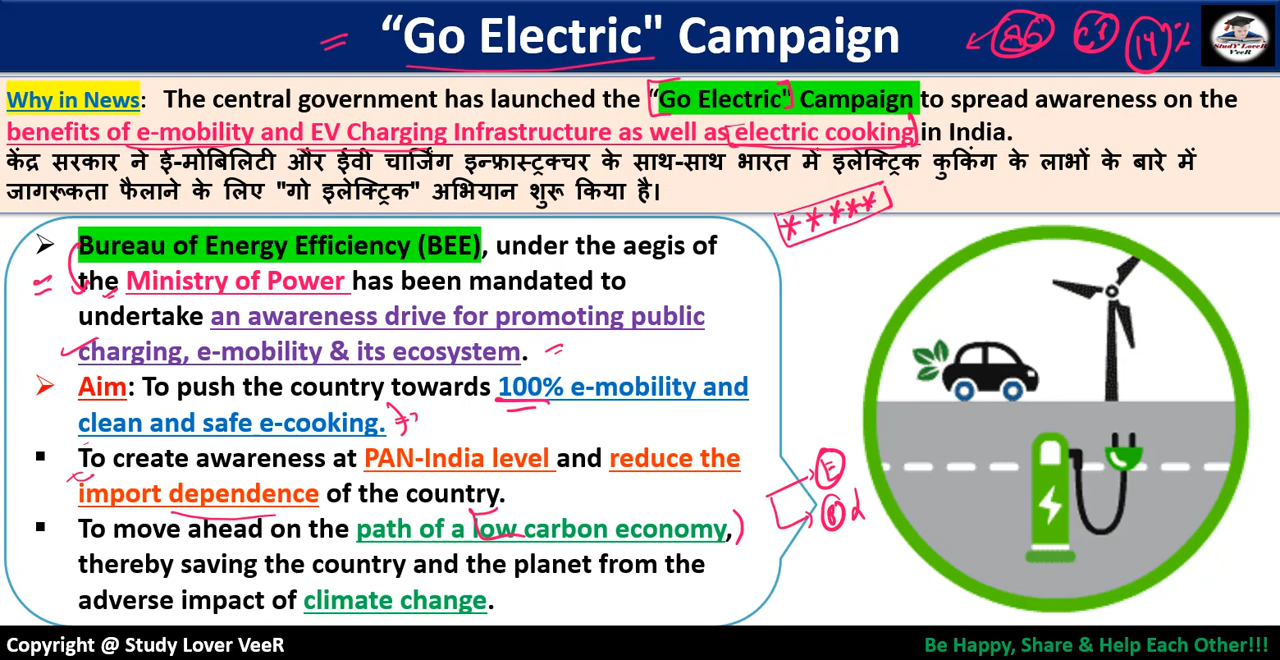 “Go Electric" Campaign
StudY LoveR
VeeR
Why in News: The central government has launched the “Go Electric" Campaign to spread awareness on the
benefits of e-mobility and EV Charging Infrastructure as well as electric cooking in India.
केंद्र सरकार ने ई-मोबिलिटी और ईवी चार्जिंग इन्फ्रास्ट्रक्चर के साथ-साथ भारत में इलेक्ट्रिक कुकिंग के लाभों के बारे में
जागरूकता फैलाने के लिए "गो इलेक्ट्रिक" अभियान शुरू किया है।
Bureau of Energy Efficiency (BEE), under the aegis of
the Ministry of Power has been mandated to
undertake an awareness drive for promoting public
charging, e-mobility & its ecosystem.
Aim: To push the country towards 100% e-mobility and
clean and safe e-cooking.
To create awareness at PAN-India level and reduce the
import dependence of the country.
To move ahead on the path of a low carbon economy,
thereby saving the country and the planet from the
adverse impact of climate change.
Copyright @ Study Lover VeeR
Be Happy, Share & Help Each Other!!!